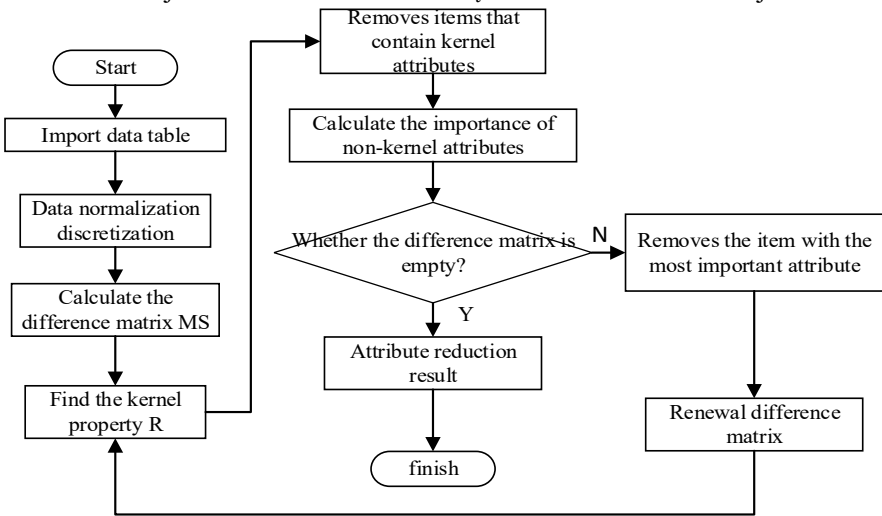 Start
Import data table
Data normalization
discretization
Calculate the
difference matrix MS
Find the kernel
property R
Removes items that
contain kernel
attributes
Calculate the importance of
non-kernel attributes
Whether the difference matrix is
empty?
N
Y
Removes the item with the
most important attribute
Renewal difference
matrix
Attribute reduction
result
finish